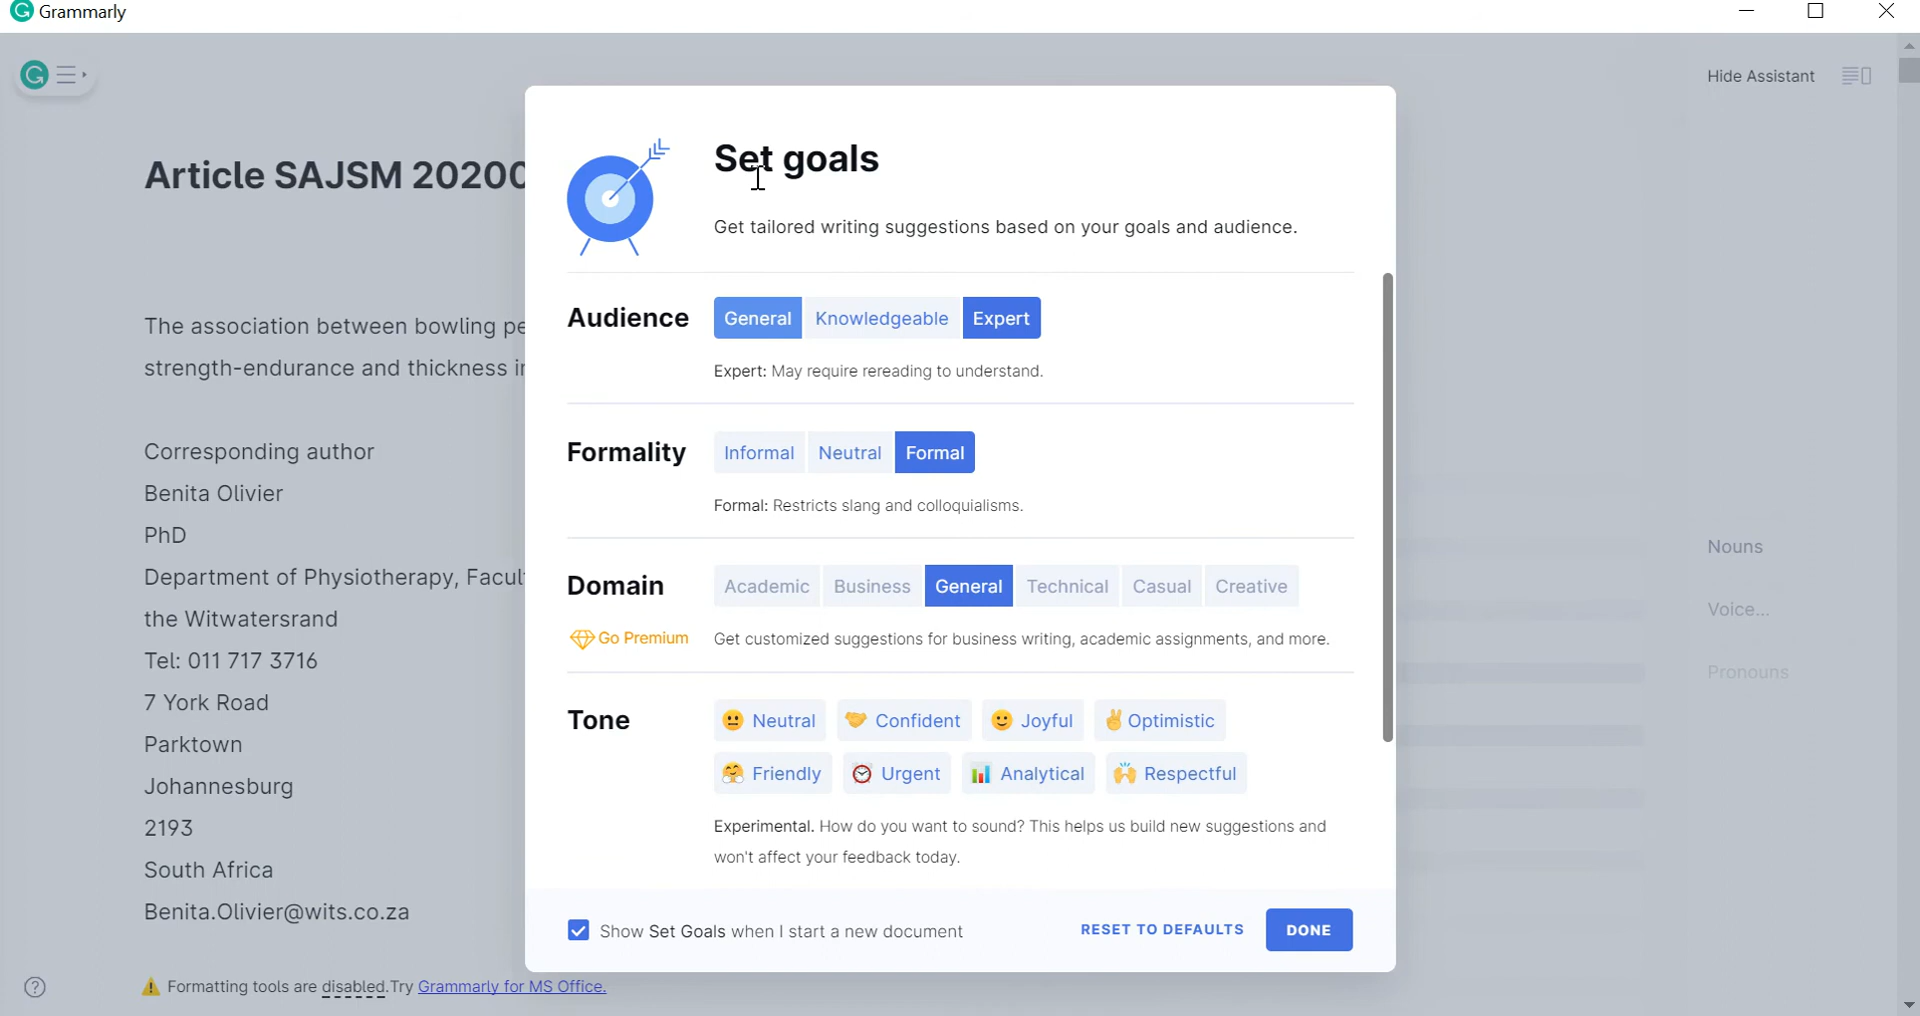 Grammarly
Hide Assistant
Article SAJSM 2020
The association between bowling pe
strength-endurance and thickness i
Corresponding author
Benita Olivier
PhD
Department of Physiotherapy, Facul
the Witwatersrand
Tel: 011 717 3716
7 York Road
Parktown
Johannesburg
2193
South Africa
Benita.Olivier@wits.co.za
Formatting tools are disabled.Try Grammarly for MS Office.
Set goals
Get tailored writing suggestions based on your goals and audience.
Audience General Knowledgeable Expert
Expert: May require rereading to understand.
Formality Informal Neutral Formal
Formal: Restricts slang and colloquialisms.
Domain Academic Business General Technical Casual Creative
Go Premium Get customized suggestions for business writing, academic assignments, and more.
Tone Neutral Confident Joyful Optimistic
Friendly Urgent Analytical Respectful
Experimental. How do you want to sound? This helps us build new suggestions and
won't affect your feedback today.
Show Set Goals when I start a new document RESET TO DEFAULTS DONE
Nouns
Voice...
Pronouns